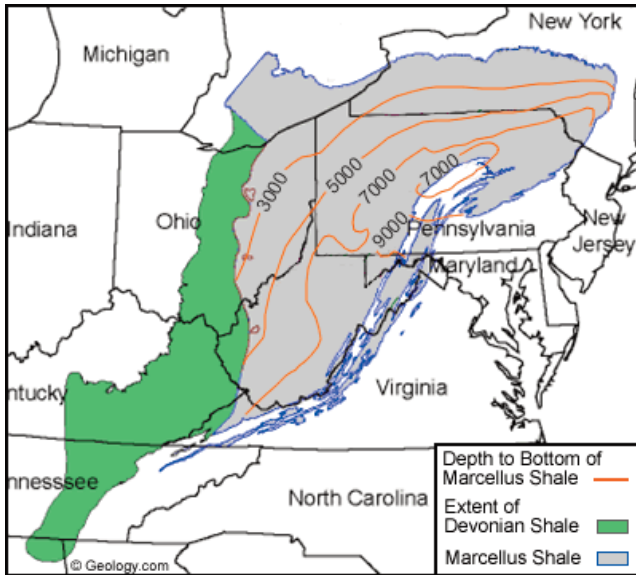 New York
Michigan
3000
5000
7000
7000
9000
Indiana
Ohio
Pennsylvania
New
Jersey
Maryland
ntucky
Virginia
nnesssee
North Carolina
© Geology.com
Depth to Bottom of
Marcellus Shale
Extent of
Devonian Shale
Marcellus Shale